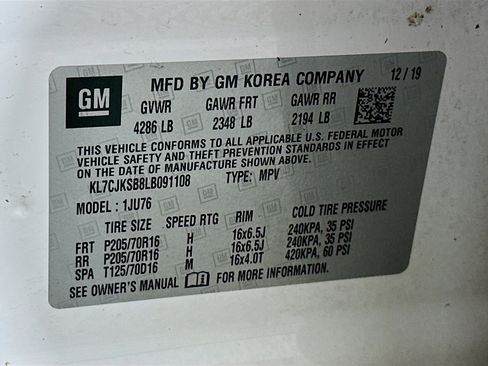 GM MFD BY GM KOREA COMPANY 12/19
GVWR GAWR FRT GAWR RR
4286 LB 2348 LB 2194 LB
THIS VEHICLE CONFORMS TO ALL APPLICABLE U.S. FEDERAL MOTOR
VEHICLE SAFETY AND THEFT PREVENTION STANDARDS IN EFFECT
ON THE DATE OF MANUFACTURE SHOWN ABOVE.
KL7CJKSB8LB091108 TYPE: MPV
MODEL : 1JU76
TIRE SIZE SPEED RTG RIM COLD TIRE PRESSURE
FRT P205/70R16 H 16x6.5J 240KPA, 35 PSI
RR P205/70R16 H 16x6.5J 240KPA, 35 PSI
SPA T125/70D16 M 16x4.0T 420KPA, 60 PSI
SEE OWNER'S MANUAL FOR MORE INFORMATION.